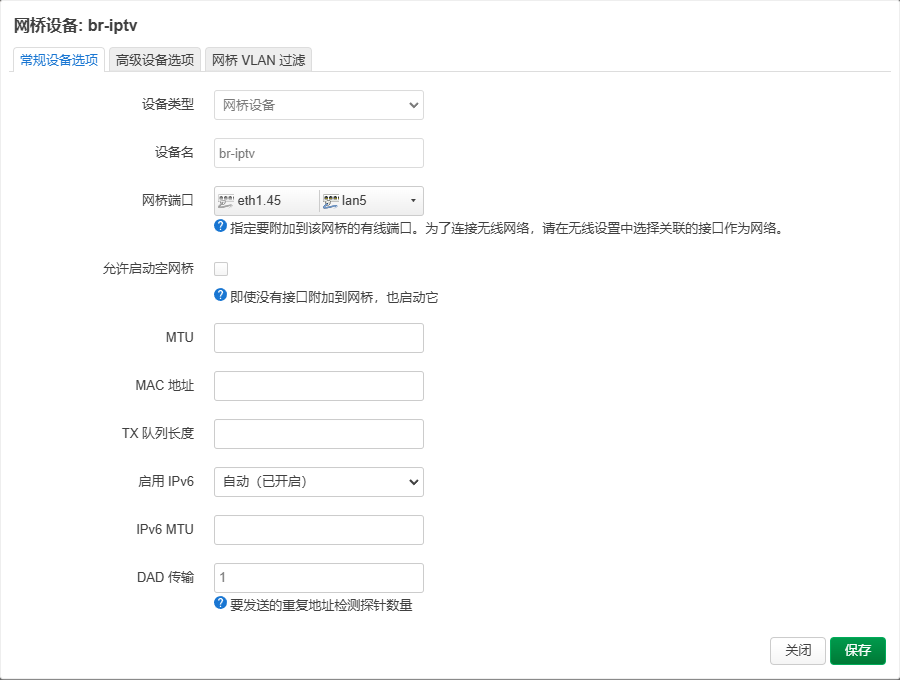 网桥设备: br-iptv
常规设备选项 高级设备选项 网桥 VLAN 过滤
设备类型 网桥设备
设备名 br-iptv
网桥端口 eth1.45 lan5
指定要附加到该网桥的有线端口。为了连接无线网络，请在无线设置中选择关联的接口作为网络。
允许启动空网桥
即使没有接口附加到网桥，也启动它
MTU
MAC 地址
TX 队列长度
启用 IPv6 自动（已开启）
IPv6 MTU
DAD 传输 1
要发送的重复地址检测探针数量
关闭 保存